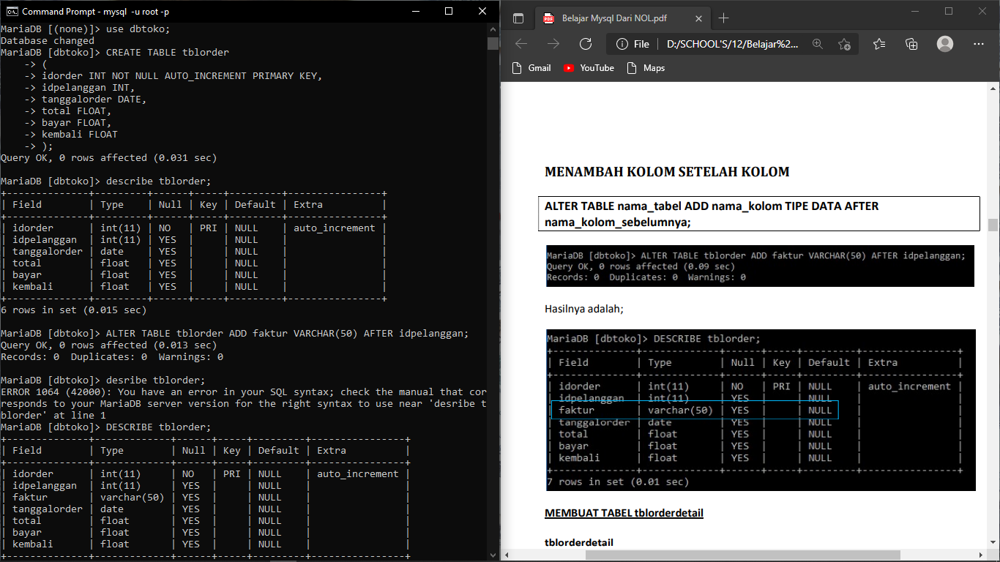 Command Prompt - mysql  -u root -p
MariaDB [(none)]> use dbtoko;
Database changed
MariaDB [dbtoko]> CREATE TABLE tblorder
    -> (
    -> idorder INT NOT NULL AUTO_INCREMENT PRIMARY KEY,
    -> idpelanggan INT,
    -> tanggalorder DATE,
    -> total FLOAT,
    -> bayar FLOAT,
    -> kembali FLOAT
    -> );
Query OK, 0 rows affected (0.031 sec)
MariaDB [dbtoko]> describe tblorder;
+--------------+---------+------+-----+---------+----------------+
| Field        | Type    | Null | Key | Default | Extra          |
+--------------+---------+------+-----+---------+----------------+
| idorder      | int(11) | NO   | PRI | NULL    | auto_increment |
| idpelanggan  | int(11) | YES  |     | NULL    |                |
| tanggalorder | date    | YES  |     | NULL    |                |
| total        | float   | YES  |     | NULL    |                |
| bayar        | float   | YES  |     | NULL    |                |
| kembali      | float   | YES  |     | NULL    |                |
+--------------+---------+------+-----+---------+----------------+
6 rows in set (0.015 sec)
MariaDB [dbtoko]> ALTER TABLE tblorder ADD faktur VARCHAR(50) AFTER idpelanggan;
Query OK, 0 rows affected (0.013 sec)
Records: 0  Duplicates: 0  Warnings: 0
MariaDB [dbtoko]> desribe tblorder;
ERROR 1064 (42000): You have an error in your SQL syntax; check the manual that cor
responds to your MariaDB server version for the right syntax to use near 'desribe t
blorder' at line 1
MariaDB [dbtoko]> DESCRIBE tblorder;
+--------------+-------------+------+-----+---------+----------------+
| Field        | Type        | Null | Key | Default | Extra          |
+--------------+-------------+------+-----+---------+----------------+
| idorder      | int(11)     | NO   | PRI | NULL    | auto_increment |
| idpelanggan  | int(11)     | YES  |     | NULL    |                |
| faktur       | varchar(50) | YES  |     | NULL    |                |
| tanggalorder | date        | YES  |     | NULL    |                |
| total        | float       | YES  |     | NULL    |                |
| bayar        | float       | YES  |     | NULL    |                |
| kembali      | float       | YES  |     | NULL    |                |
+--------------+-------------+------+-----+---------+----------------+
PDF Belajar Mysql Dari NOL.pdf
File | D:/SCHOOL'S/12/Belajar%2...
Gmail YouTube Maps
MENAMBAH KOLOM SETELAH KOLOM
ALTER TABLE nama_tabel ADD nama_kolom TIPE DATA AFTER
nama_kolom_sebelumnya;
MariaDB [dbtoko]> ALTER TABLE tblorder ADD faktur VARCHAR(50) AFTER idpelanggan;
Query OK, 0 rows affected (0.09 sec)
Records: 0  Duplicates: 0  Warnings: 0
Hasilnya adalah;
MariaDB [dbtoko]> DESCRIBE tblorder;
+--------------+-------------+------+-----+---------+----------------+
| Field        | Type        | Null | Key | Default | Extra          |
+--------------+-------------+------+-----+---------+----------------+
| idorder      | int(11)     | NO   | PRI | NULL    | auto_increment |
| idpelanggan  | int(11)     | YES  |     | NULL    |                |
| faktur       | varchar(50) | YES  |     | NULL    |                |
| tanggalorder | date        | YES  |     | NULL    |                |
| total        | float       | YES  |     | NULL    |                |
| bayar        | float       | YES  |     | NULL    |                |
| kembali      | float       | YES  |     | NULL    |                |
+--------------+-------------+------+-----+---------+----------------+
7 rows in set (0.01 sec)
MEMBUAT TABEL tblorderdetail
tblorderdetail